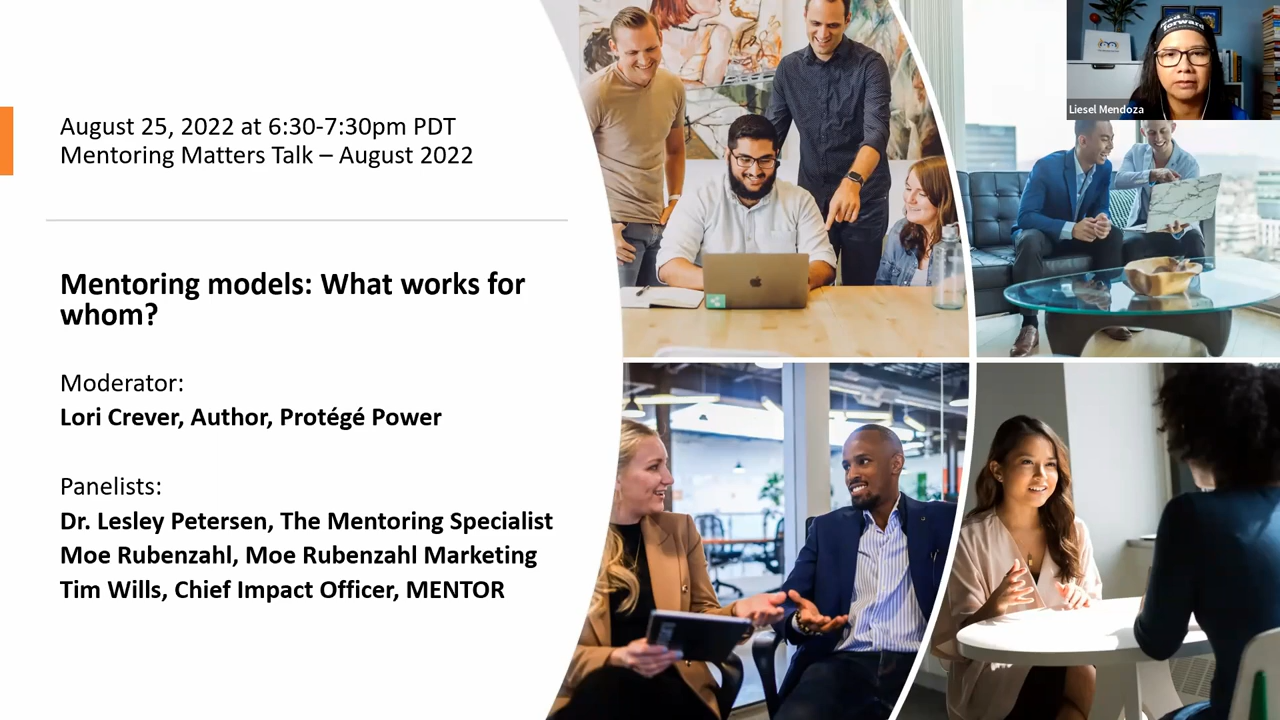 August 25, 2022 at 6:30-7:30pm PDT
Mentoring Matters Talk – August 2022
Mentoring models: What works for
whom?
Moderator:
Lori Crever, Author, Protégé Power
Panelists:
Dr. Lesley Petersen, The Mentoring Specialist
Moe Rubenzahl, Moe Rubenzahl Marketing
Tim Wills, Chief Impact Officer, MENTOR
forward
Liesel Mendoza